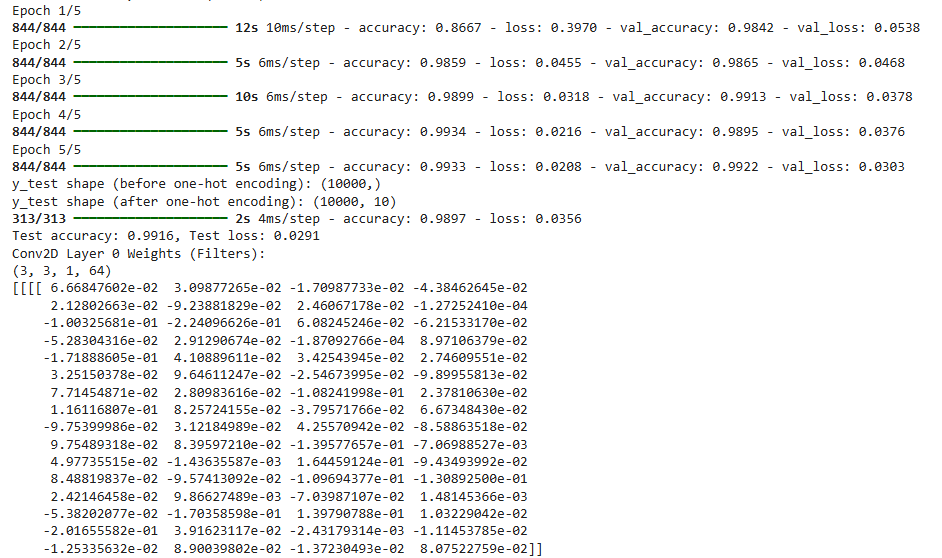 Epoch 1/5
844/844 ━━━━━━━━━━━━━━━━━━━━ 12s 10ms/step - accuracy: 0.8667 - loss: 0.3970 - val_accuracy: 0.9842 - val_loss: 0.0538
Epoch 2/5
844/844 ━━━━━━━━━━━━━━━━━━━━ 5s 6ms/step - accuracy: 0.9859 - loss: 0.0455 - val_accuracy: 0.9865 - val_loss: 0.0468
Epoch 3/5
844/844 ━━━━━━━━━━━━━━━━━━━━ 10s 6ms/step - accuracy: 0.9899 - loss: 0.0318 - val_accuracy: 0.9913 - val_loss: 0.0378
Epoch 4/5
844/844 ━━━━━━━━━━━━━━━━━━━━ 5s 6ms/step - accuracy: 0.9934 - loss: 0.0216 - val_accuracy: 0.9895 - val_loss: 0.0376
Epoch 5/5
844/844 ━━━━━━━━━━━━━━━━━━━━ 5s 6ms/step - accuracy: 0.9933 - loss: 0.0208 - val_accuracy: 0.9922 - val_loss: 0.0303
y_test shape (before one-hot encoding): (10000,)
y_test shape (after one-hot encoding): (10000, 10)
313/313 ━━━━━━━━━━━━━━━━━━━━ 2s 4ms/step - accuracy: 0.9897 - loss: 0.0356
Test accuracy: 0.9916, Test loss: 0.0291
Conv2D Layer 0 Weights (Filters):
(3, 3, 1, 64)
[[[[ 6.66847602e-02  3.09877265e-02 -1.70987733e-02 -4.38462645e-02
     2.12802663e-02 -9.23881829e-02  2.46067178e-02 -1.27252410e-04
    -1.00325681e-01 -2.24096626e-01  6.08245246e-02 -6.21533170e-02
    -5.28304316e-02  2.91290674e-02 -1.87092766e-04  8.97106379e-02
    -1.71888605e-01  4.10889611e-02  3.42543945e-02  2.74609551e-02
     3.25150378e-02  9.64611247e-02 -2.54673995e-02 -9.89955813e-02
     7.71454871e-02  2.80983616e-02 -1.08241998e-01  2.37810630e-02
     1.16116807e-01  8.25724155e-02 -3.79571766e-02  6.67348430e-02
    -9.75399986e-02  3.12184989e-02  4.25570942e-02 -8.58863518e-02
     9.75489318e-02  8.39597210e-02 -1.39577657e-01 -7.06988527e-03
     4.97735515e-02 -1.43635587e-03  1.64459124e-01 -9.43493992e-02
     8.48819837e-02 -9.57413092e-02 -1.09694377e-01 -1.30892500e-01
     2.42146458e-02  9.86627489e-03 -7.03987107e-02  1.48145366e-03
    -5.38202077e-02 -1.70358598e-01  1.39790788e-01  1.03229042e-02
    -2.01655582e-01  3.91623117e-02 -2.43179314e-03 -1.11453785e-02
    -1.25335632e-02  8.90039802e-02 -1.37230493e-02  8.07522759e-02]]